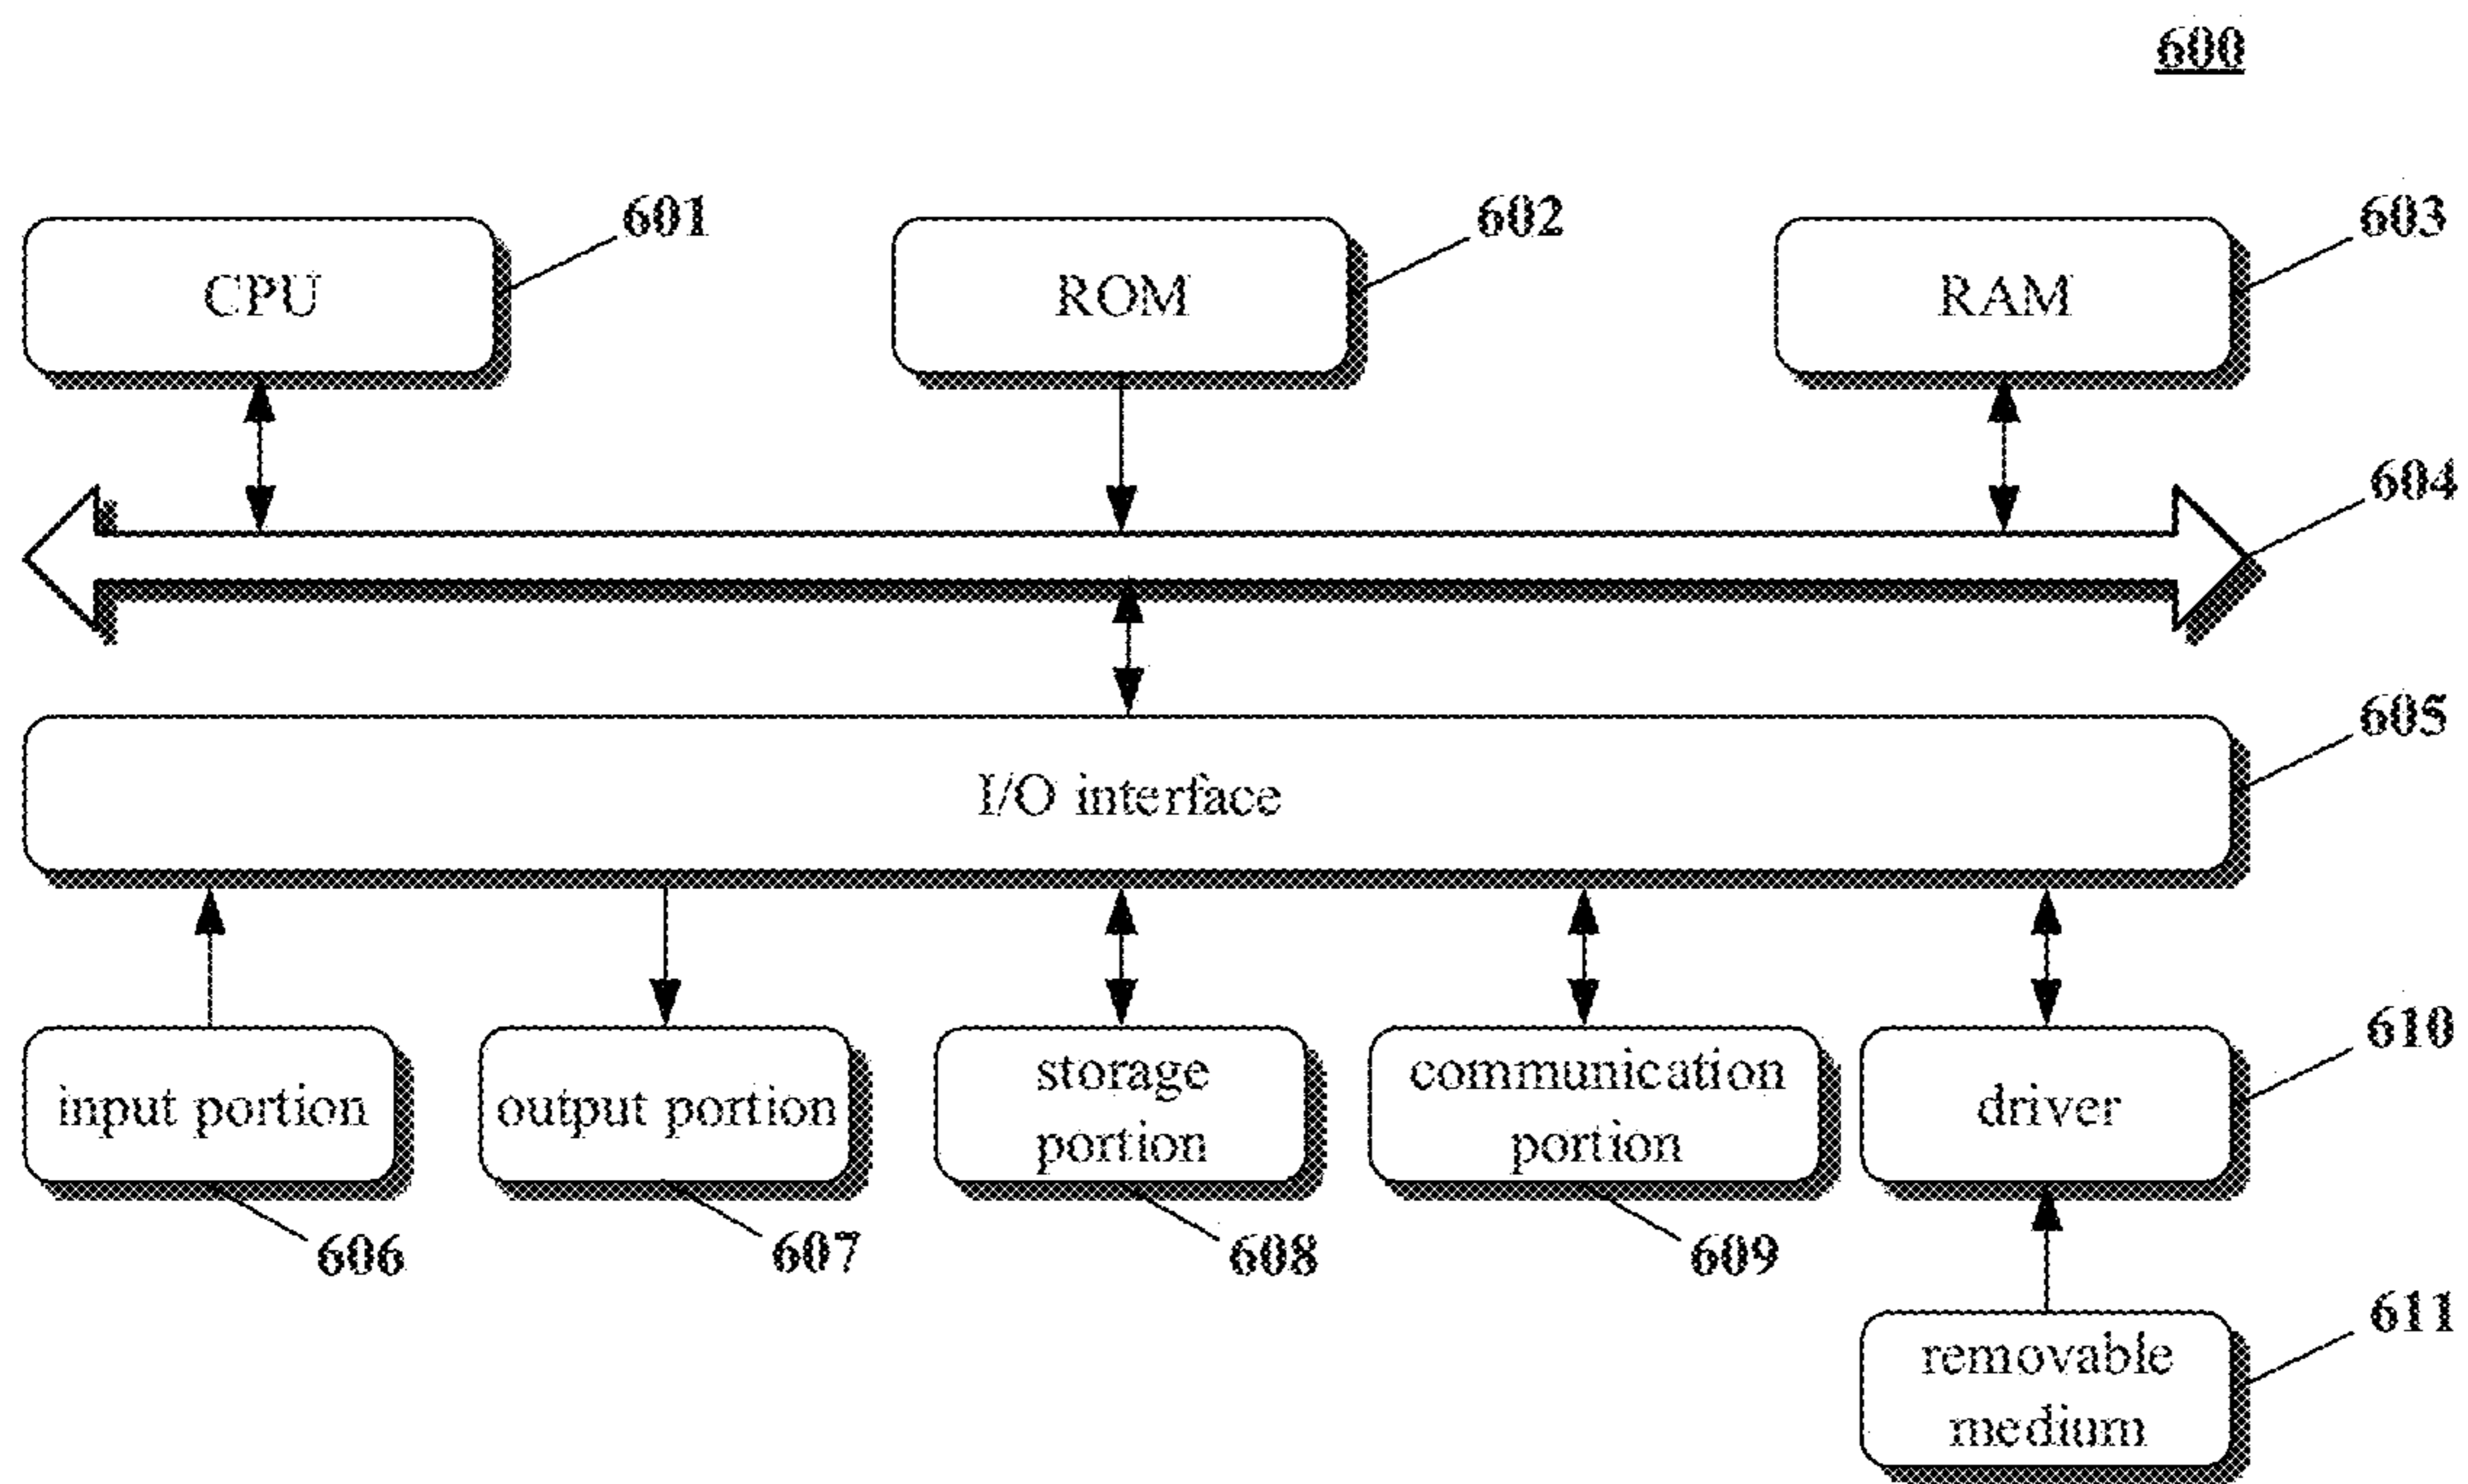 600
601
602
603
CPU
ROM
RAM
604
605
I/O interface
610
input portion
output portion
storage
portion
communication
portion
driver
606
607
608
609
611
removable
medium